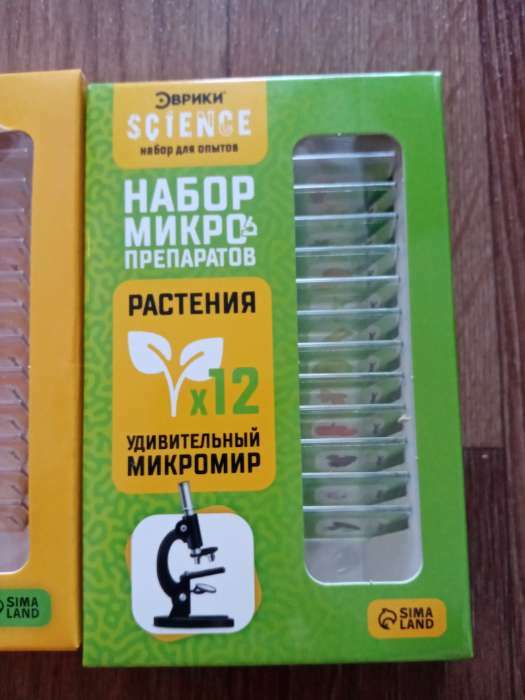 ЭВРИКИ
SCIENCE
набор для опытов
НАБОР
МИКРО
ПРЕПАРАТОВ
РАСТЕНИЯ
x12
УДИВИТЕЛЬНЫЙ
МИКРОМИР
SIMA
LAND
SIMA
LAND